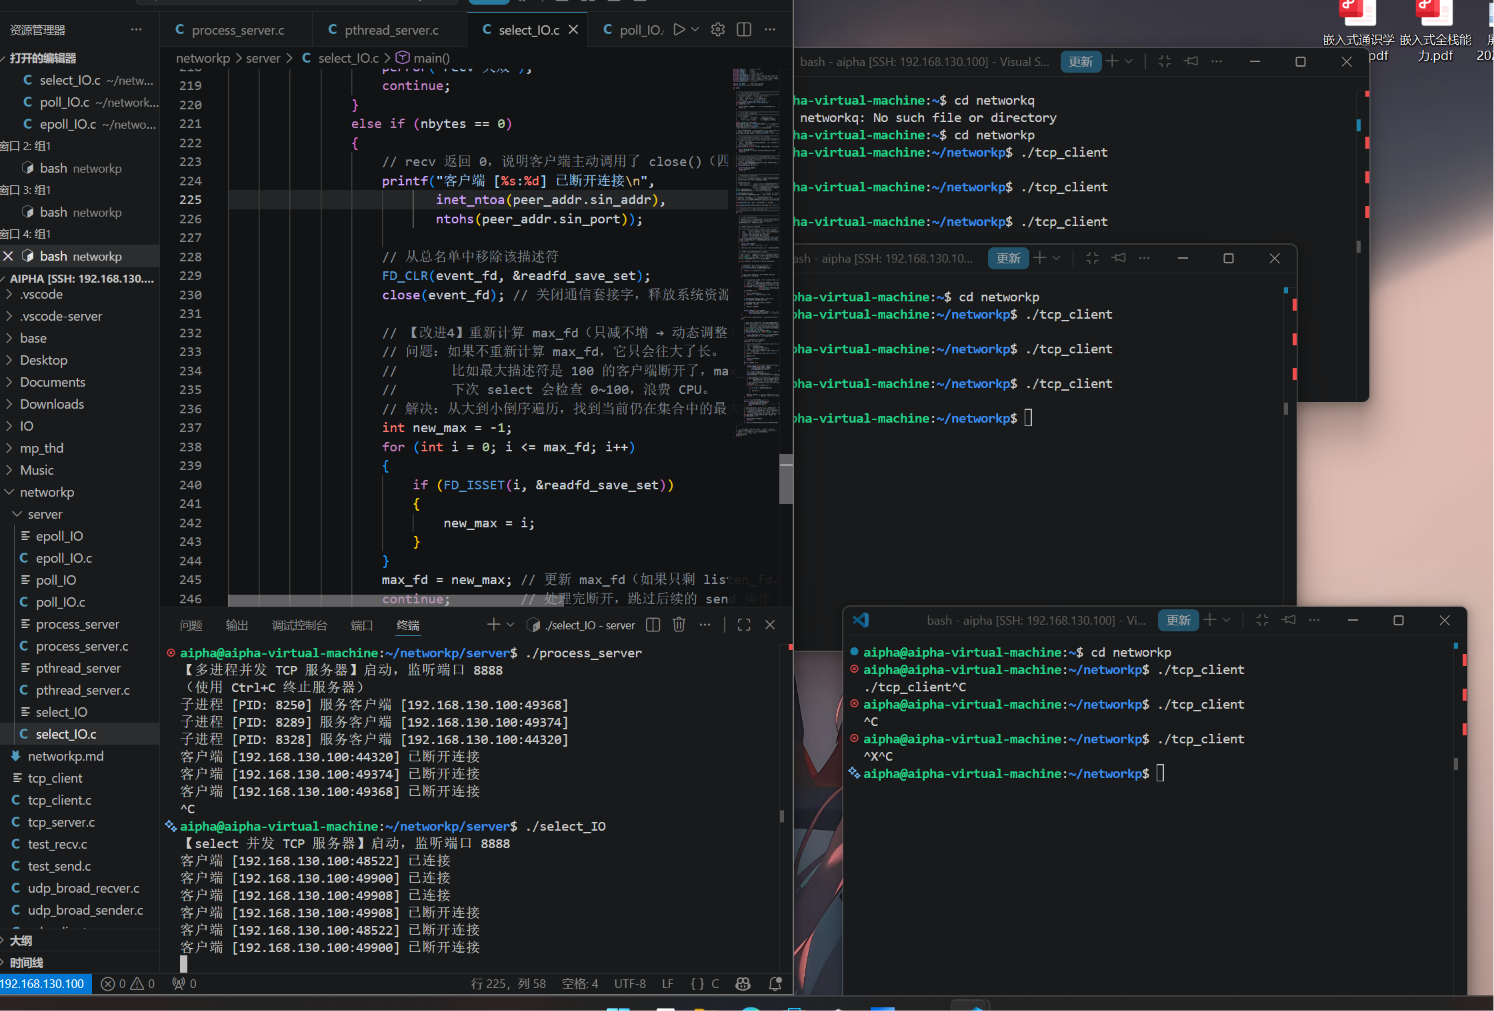 资源管理器
打开的编辑器
select_IO.c ~/netw...
poll_IO.c ~/network...
epoll_IO.c ~/netwo...
窗口 2: 组1
bash networkp
窗口 3: 组1
bash networkp
窗口 4: 组1
bash networkp
AIPHA [SSH: 192.168.130....
.vscode
.vscode-server
base
Desktop
Documents
Downloads
IO
mp_thd
Music
networkp
server
epoll_IO
epoll_IO.c
poll_IO
poll_IO.c
process_server
process_server.c
pthread_server
pthread_server.c
select_IO
select_IO.c
networkp.md
tcp_client
tcp_client.c
tcp_server.c
test_recv.c
test_send.c
udp_broad_recver.c
udp_broad_sender.c
大纲
时间线
process_server.c
pthread_server.c
select_IO.c
poll_IO.
networkp > server > C select_IO.c > main()
219 continue;
220 }
221 else if (nbytes == 0)
222 {
223 // recv 返回 0，说明客户端主动调用了 close()（四
224 printf("客户端 [%s:%d] 已断开连接\n",
225 inet_ntoa(peer_addr.sin_addr),
226 ntohs(peer_addr.sin_port));
227
228 // 从总名单中移除该描述符
229 FD_CLR(event_fd, &readfd_save_set);
230 close(event_fd); // 关闭通信套接字，释放系统资源
231
232 // 【改进4】重新计算 max_fd（只减不增 → 动态调整
233 // 问题：如果不重新计算 max_fd，它只会往大了长。
234 // 比如最大描述符是 100 的客户端断开了，max
235 // 下次 select 会检查 0~100，浪费 CPU。
236 // 解决：从大到小倒序遍历，找到当前仍在集合中的最大
237 int new_max = -1;
238 for (int i = 0; i <= max_fd; i++)
239 {
240 if (FD_ISSET(i, &readfd_save_set))
241 {
242 new_max = i;
243 }
244 }
245 max_fd = new_max; // 更新 max_fd（如果只剩 listen_fd
246 continue; // 处理完断开，跳过后续的 send 操作
问题 输出 调试控制台 端口 终端
./select_IO - server
aipha@aipha-virtual-machine:~/networkp/server$ ./process_server
【多进程并发 TCP 服务器】启动，监听端口 8888
（使用 Ctrl+C 终止服务器）
子进程 [PID: 8250] 服务客户端 [192.168.130.100:49368]
子进程 [PID: 8289] 服务客户端 [192.168.130.100:49374]
子进程 [PID: 8328] 服务客户端 [192.168.130.100:44320]
客户端 [192.168.130.100:44320] 已断开连接
客户端 [192.168.130.100:49374] 已断开连接
客户端 [192.168.130.100:49368] 已断开连接
^C
aipha@aipha-virtual-machine:~/networkp/server$ ./select_IO
【select 并发 TCP 服务器】启动，监听端口 8888
客户端 [192.168.130.100:48522] 已连接
客户端 [192.168.130.100:49900] 已连接
客户端 [192.168.130.100:49908] 已连接
客户端 [192.168.130.100:49908] 已断开连接
客户端 [192.168.130.100:48522] 已断开连接
客户端 [192.168.130.100:49900] 已断开连接
192.168.130.100
0 0
0
行 225，列 58
空格: 4
UTF-8
LF
{ } C
嵌入式通识学
pdf
嵌入式全栈能
力.pdf
bash - aipha [SSH: 192.168.130.100] - Visual S...
更新
ha-virtual-machine:~$ cd networkq
networkq: No such file or directory
ha-virtual-machine:~$ cd networkp
ha-virtual-machine:~/networkp$ ./tcp_client
ha-virtual-machine:~/networkp$ ./tcp_client
ha-virtual-machine:~/networkp$ ./tcp_client
ash - aipha [SSH: 192.168.130.10...
更新
ha-virtual-machine:~$ cd networkp
ha-virtual-machine:~/networkp$ ./tcp_client
ha-virtual-machine:~/networkp$ ./tcp_client
ha-virtual-machine:~/networkp$ ./tcp_client
ha-virtual-machine:~/networkp$
bash - aipha [SSH: 192.168.130.100] - Vi...
更新
aipha@aipha-virtual-machine:~$ cd networkp
aipha@aipha-virtual-machine:~/networkp$ ./tcp_client
./tcp_client^C
aipha@aipha-virtual-machine:~/networkp$ ./tcp_client
^C
aipha@aipha-virtual-machine:~/networkp$ ./tcp_client
^X^C
aipha@aipha-virtual-machine:~/networkp$